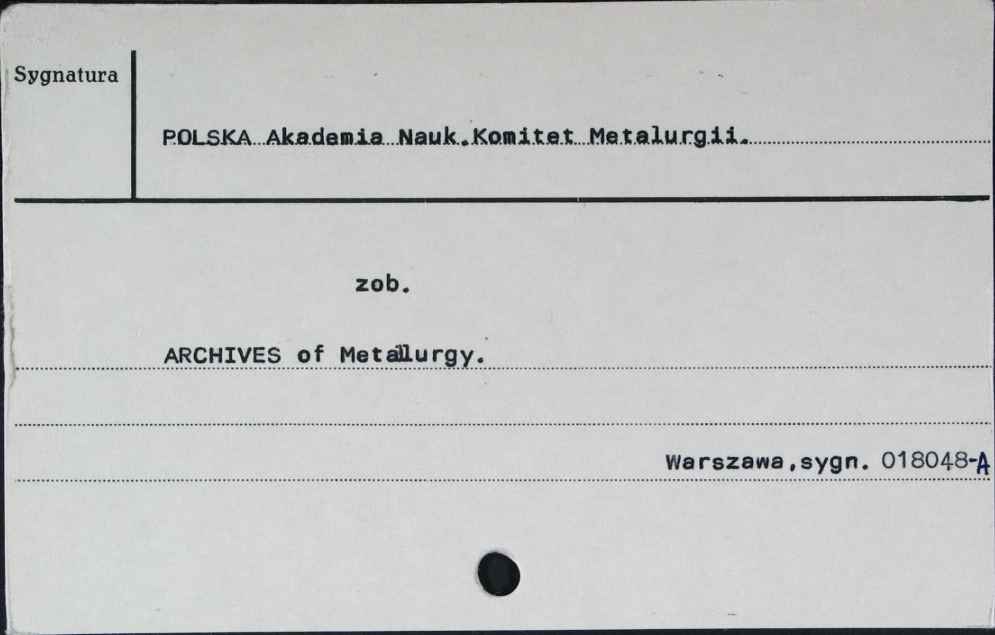 Sygnatura
POLSKA Akademia Nauk.Komitet Metalurgii.
zob.
ARCHIVES of Metallurgy.
Warszawa,sygn. 018048-A